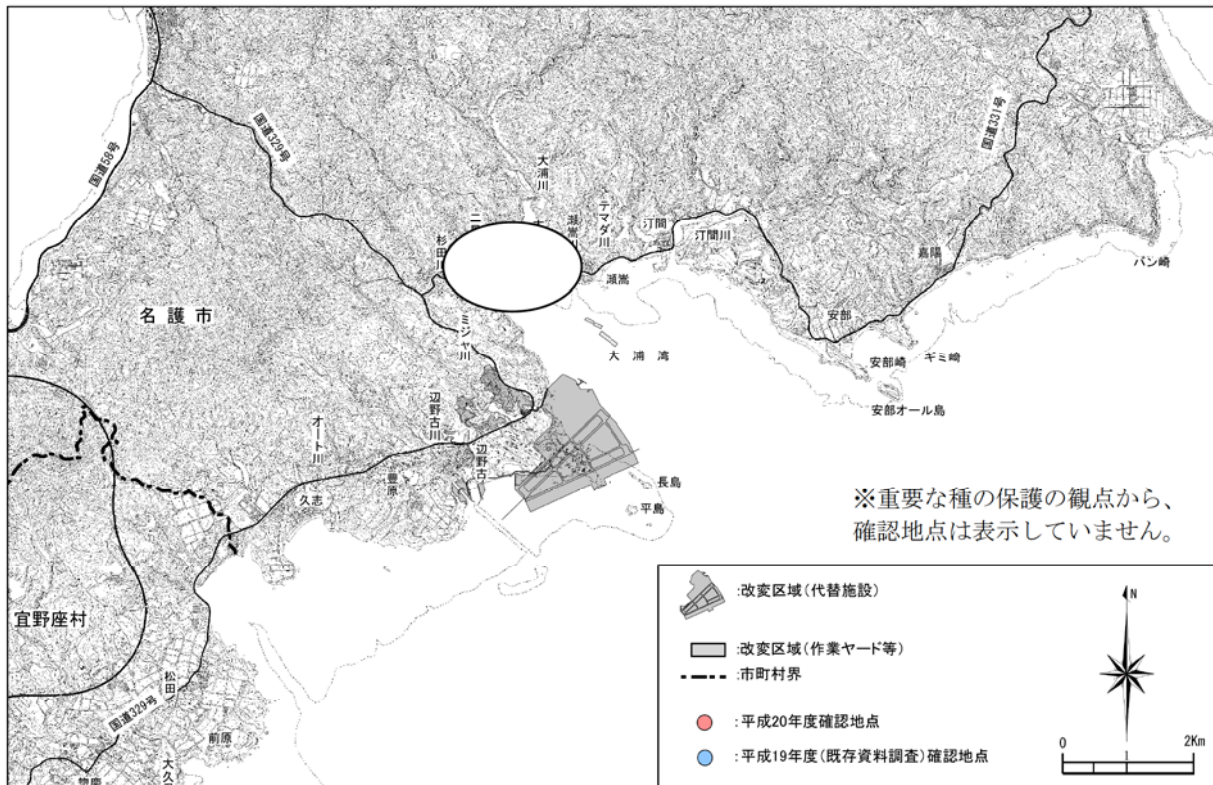 国道58号
国道329号
国道331号
大浦川
テマダ川
汀間
汀間川
瀬嵩
嘉陽
バン崎
杉田川
名護市
ミジャ川
大浦湾
安部
安部崎
ギミ崎
安部オール島
辺野古川
辺野古
オート川
久志
豊原
長島
平島
※重要な種の保護の観点から、
確認地点は表示していません。
宜野座村
松田
国道329号
前原
:改変区域(代替施設)
:改変区域(作業ヤード等)
:市町村界
:平成20年度確認地点
:平成19年度(既存資料調査)確認地点
N
0 1 2Km